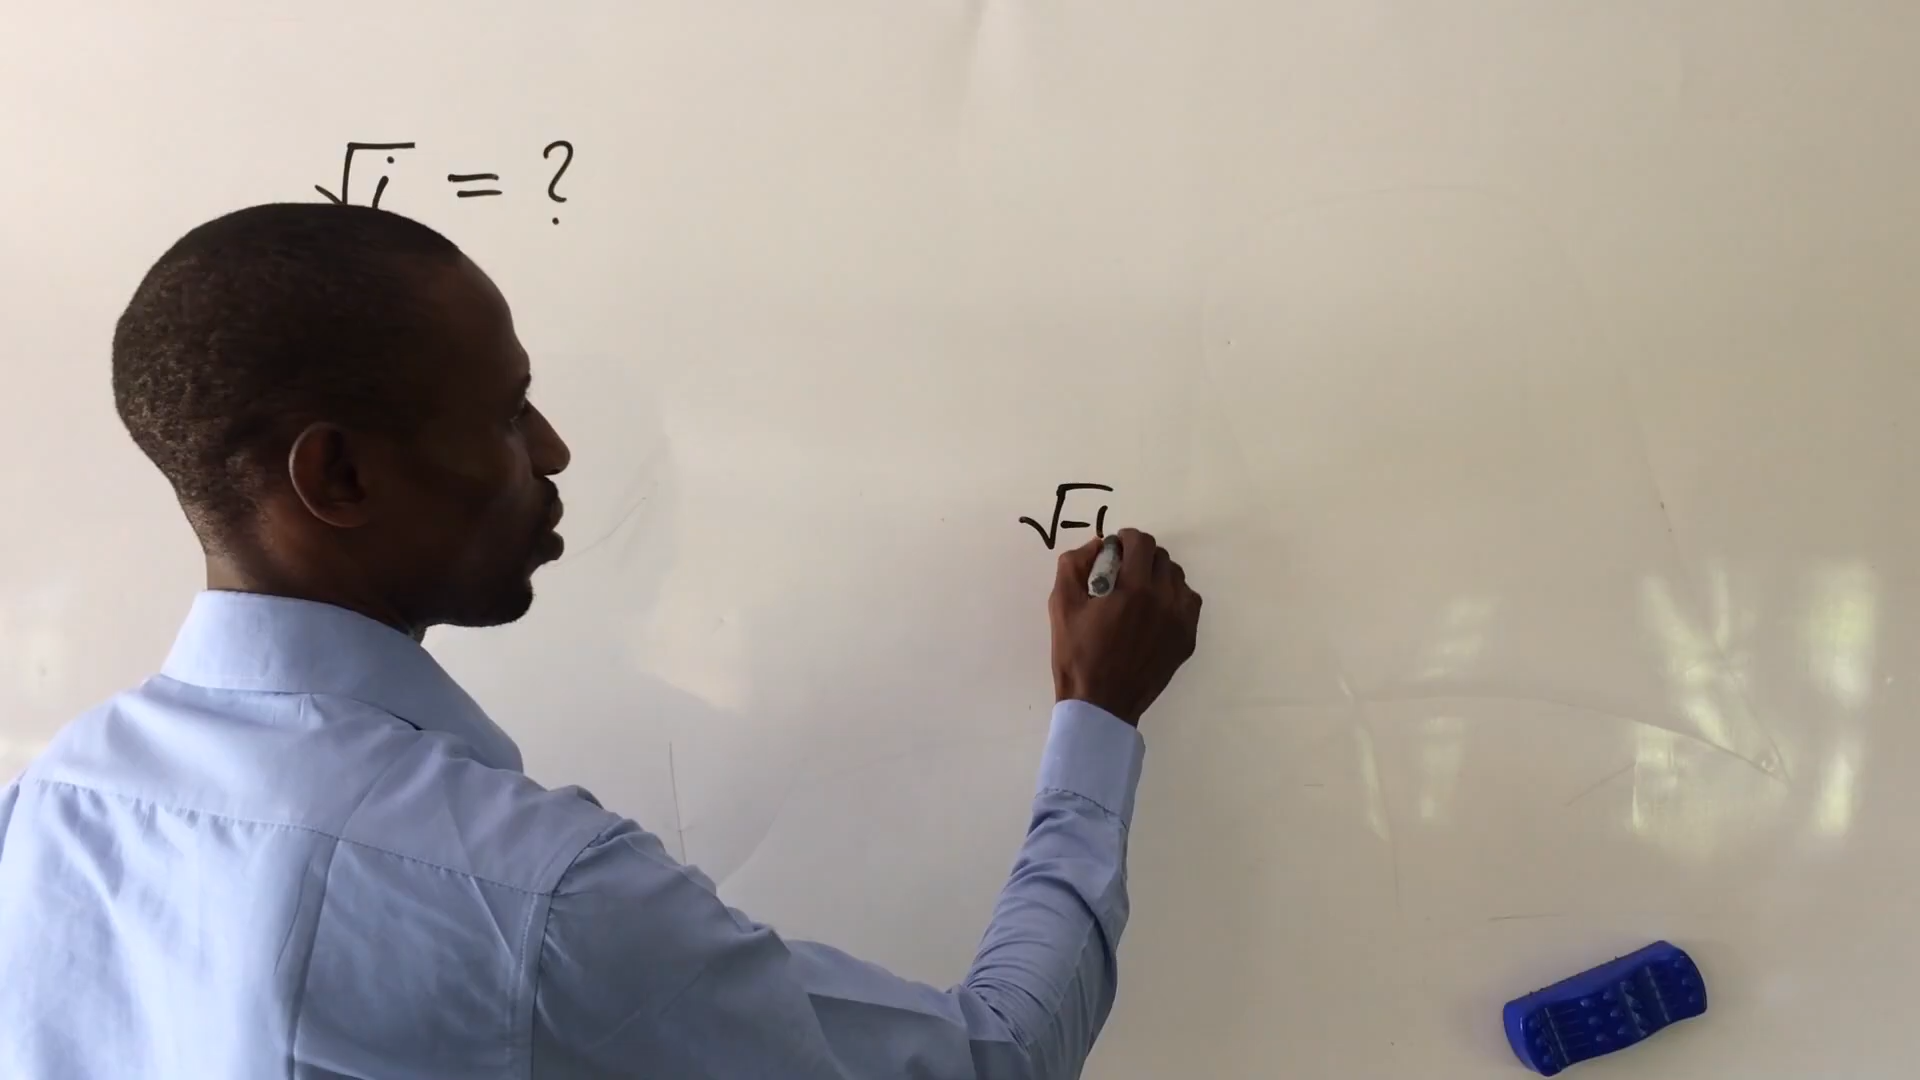 √i = ?
√-1